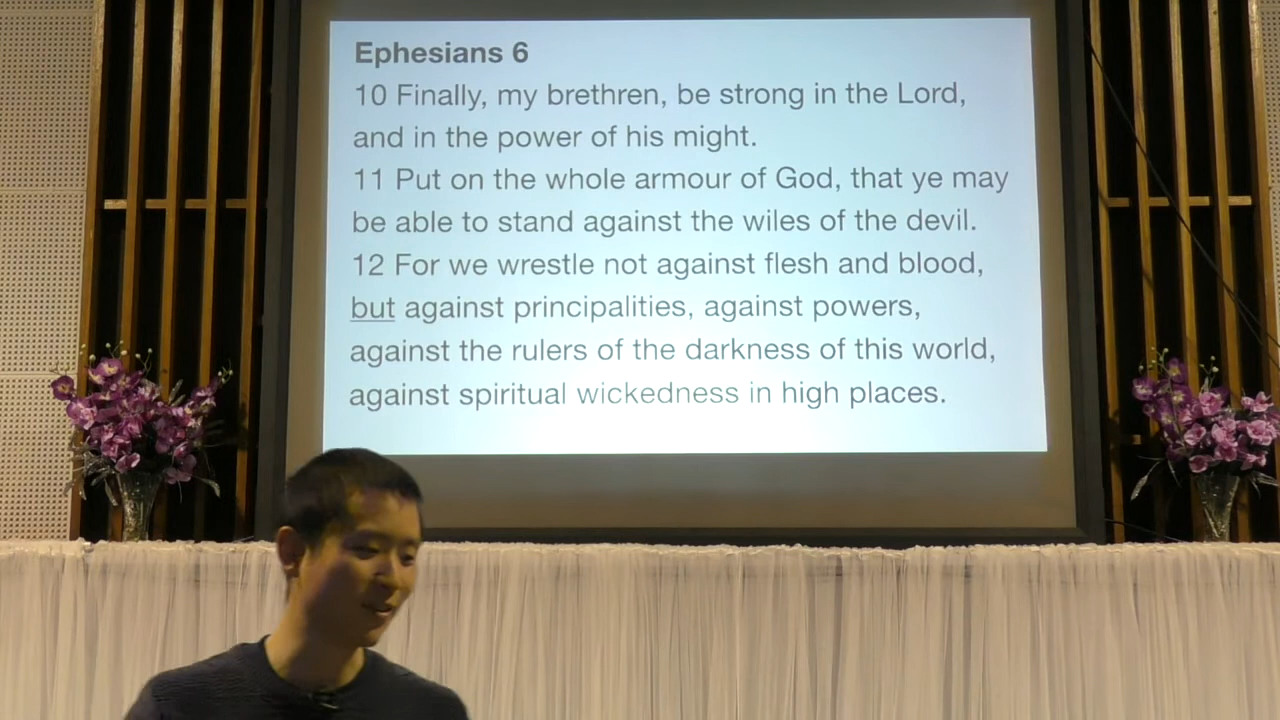 Ephesians 6
10 Finally, my brethren, be strong in the Lord,
and in the power of his might.
11 Put on the whole armour of God, that ye may
be able to stand against the wiles of the devil.
12 For we wrestle not against flesh and blood,
but against principalities, against powers,
against the rulers of the darkness of this world,
against spiritual wickedness in high places.